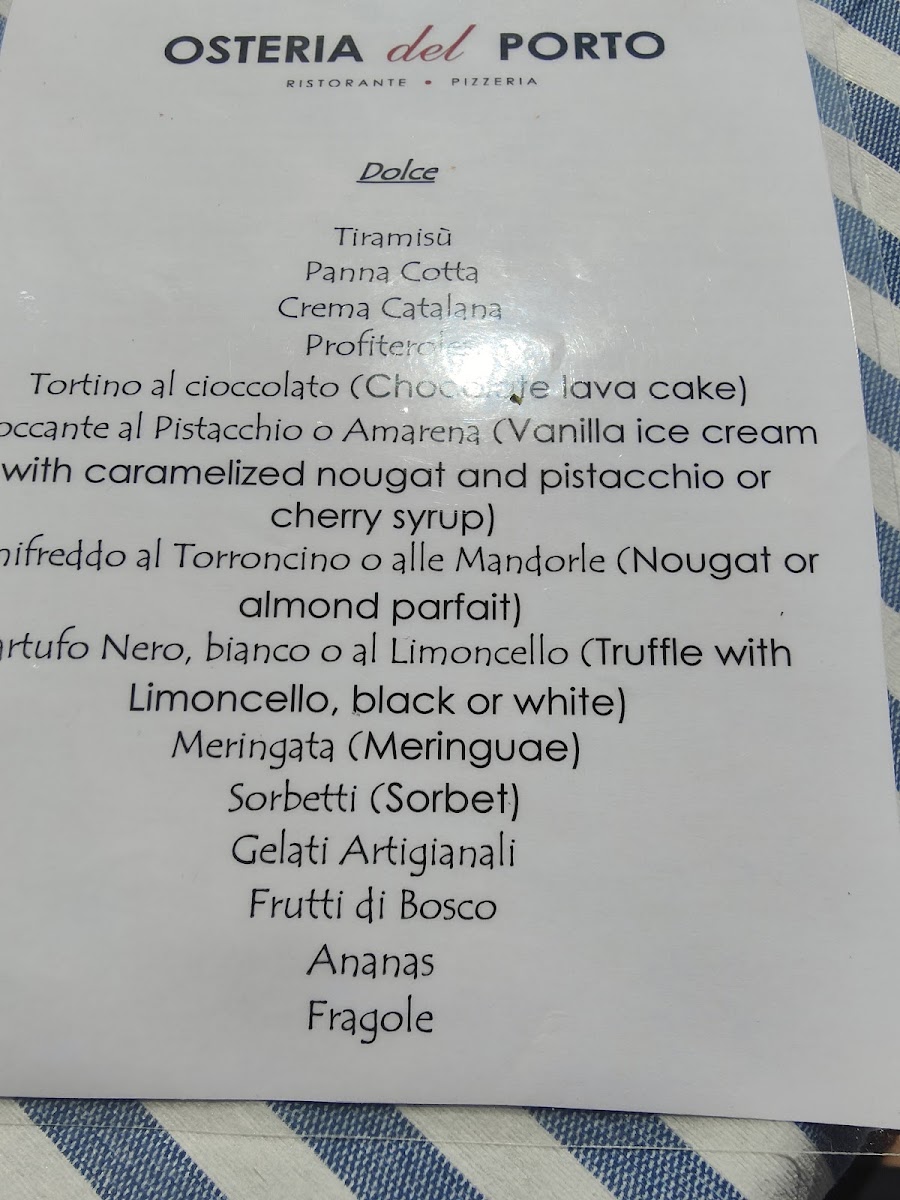 OSTERIA del PORTO
RISTORANTE • PIZZERIA
Dolce
Tiramisù
Panna Cotta
Crema Catalana
Tortino al cioccolato (Chocolate lava cake)
al Pistacchio o Amarena (Vanilla ice cream
with caramelized nougat and pistacchio or
cherry syrup)
al Torroncino o alle Mandorle (Nougat or
almond parfait)
Nero, bianco o al Limoncello (Truffle with
Limoncello, black or white)
Meringata (Meringuae)
Sorbetti (Sorbet)
Gelati Artigianali
Frutti di Bosco
Ananas
Fragole